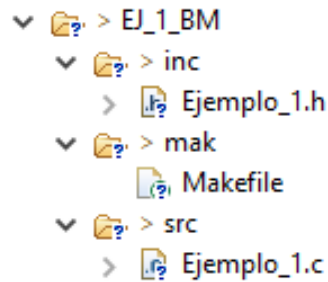 > EJ_1_BM
> inc
Ejemplo_1.h
> mak
Makefile
> src
Ejemplo_1.c